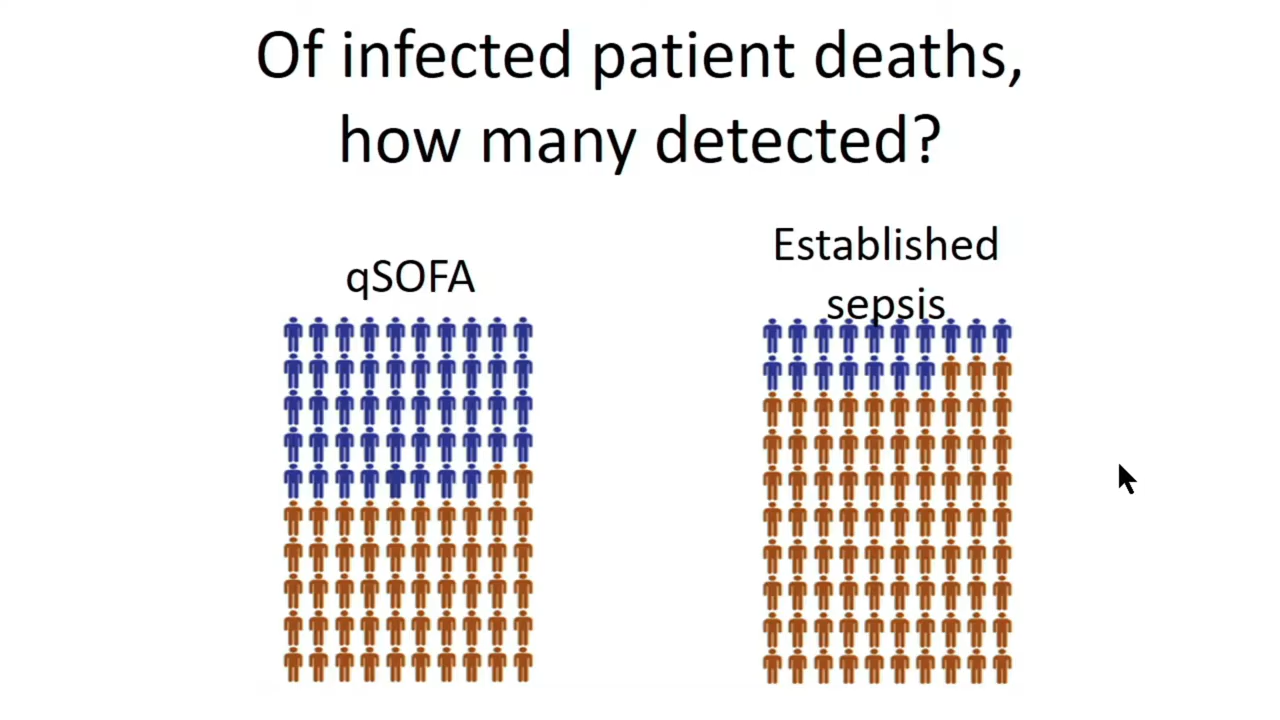 Of infected patient deaths,
how many detected?
qSOFA
Established
sepsis